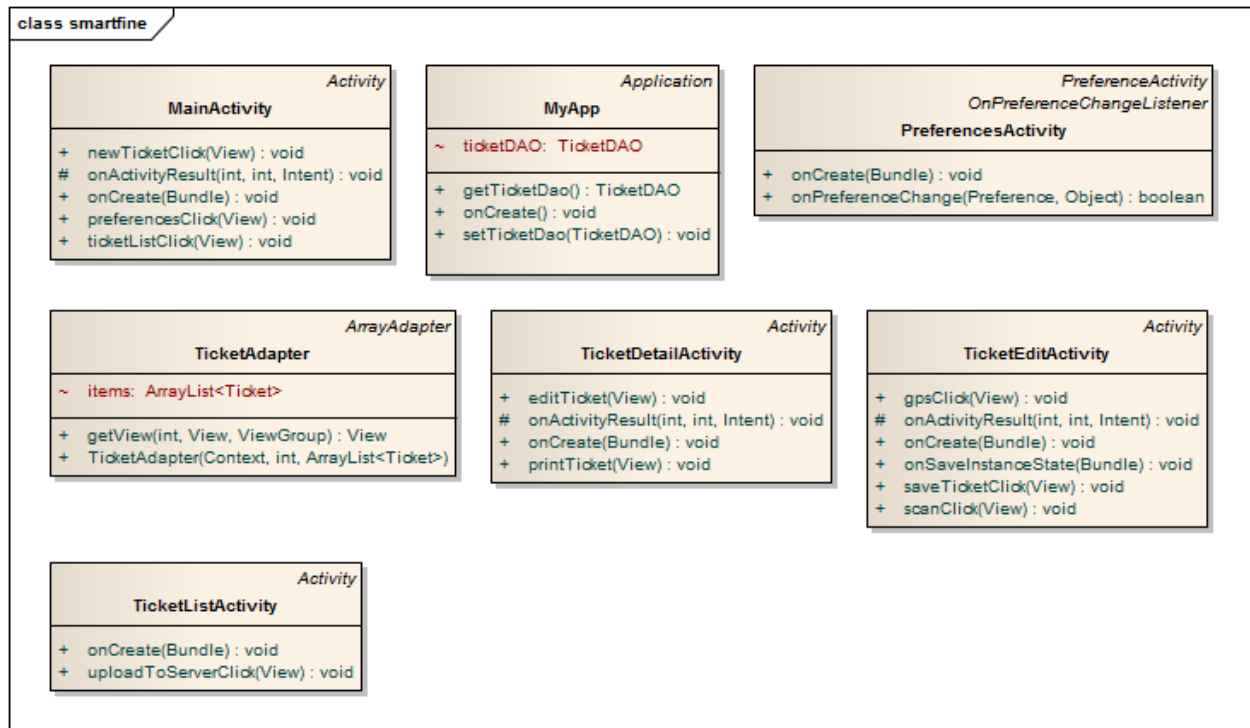 class smartfine
Activity
MainActivity
+ newTicketClick(View) : void
# onActivityResult(int, int, Intent) : void
+ onCreate(Bundle) : void
+ preferencesClick(View) : void
+ ticketListClick(View) : void
Application
MyApp
~ ticketDAO: TicketDAO
+ getTicketDao() : TicketDAO
+ onCreate() : void
+ setTicketDao(TicketDAO) : void
PreferenceActivity
OnPreferenceChangeListener
PreferencesActivity
+ onCreate(Bundle) : void
+ onPreferenceChange(Preference, Object) : boolean
ArrayAdapter
TicketAdapter
~ items: ArrayList<Ticket>
+ getView(int, View, ViewGroup) : View
+ TicketAdapter(Context, int, ArrayList<Ticket>)
Activity
TicketDetailActivity
+ editTicket(View) : void
# onActivityResult(int, int, Intent) : void
+ onCreate(Bundle) : void
+ printTicket(View) : void
Activity
TicketEditActivity
+ gpsClick(View) : void
# onActivityResult(int, int, Intent) : void
+ onCreate(Bundle) : void
+ onSaveInstanceState(Bundle) : void
+ saveTicketClick(View) : void
+ scanClick(View) : void
Activity
TicketListActivity
+ onCreate(Bundle) : void
+ uploadToServerClick(View) : void